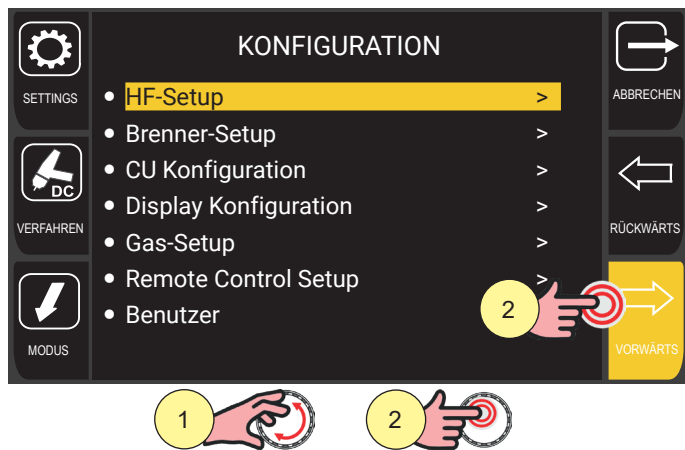 KONFIGURATION
SETTINGS
VERFAHREN
DC
MODUS
• HF-Setup >
• Brenner-Setup >
• CU Konfiguration >
• Display Konfiguration >
• Gas-Setup >
• Remote Control Setup >
• Benutzer
ABBRECHEN
RÜCKWÄRTS
VORWÄRTS
2
1
2